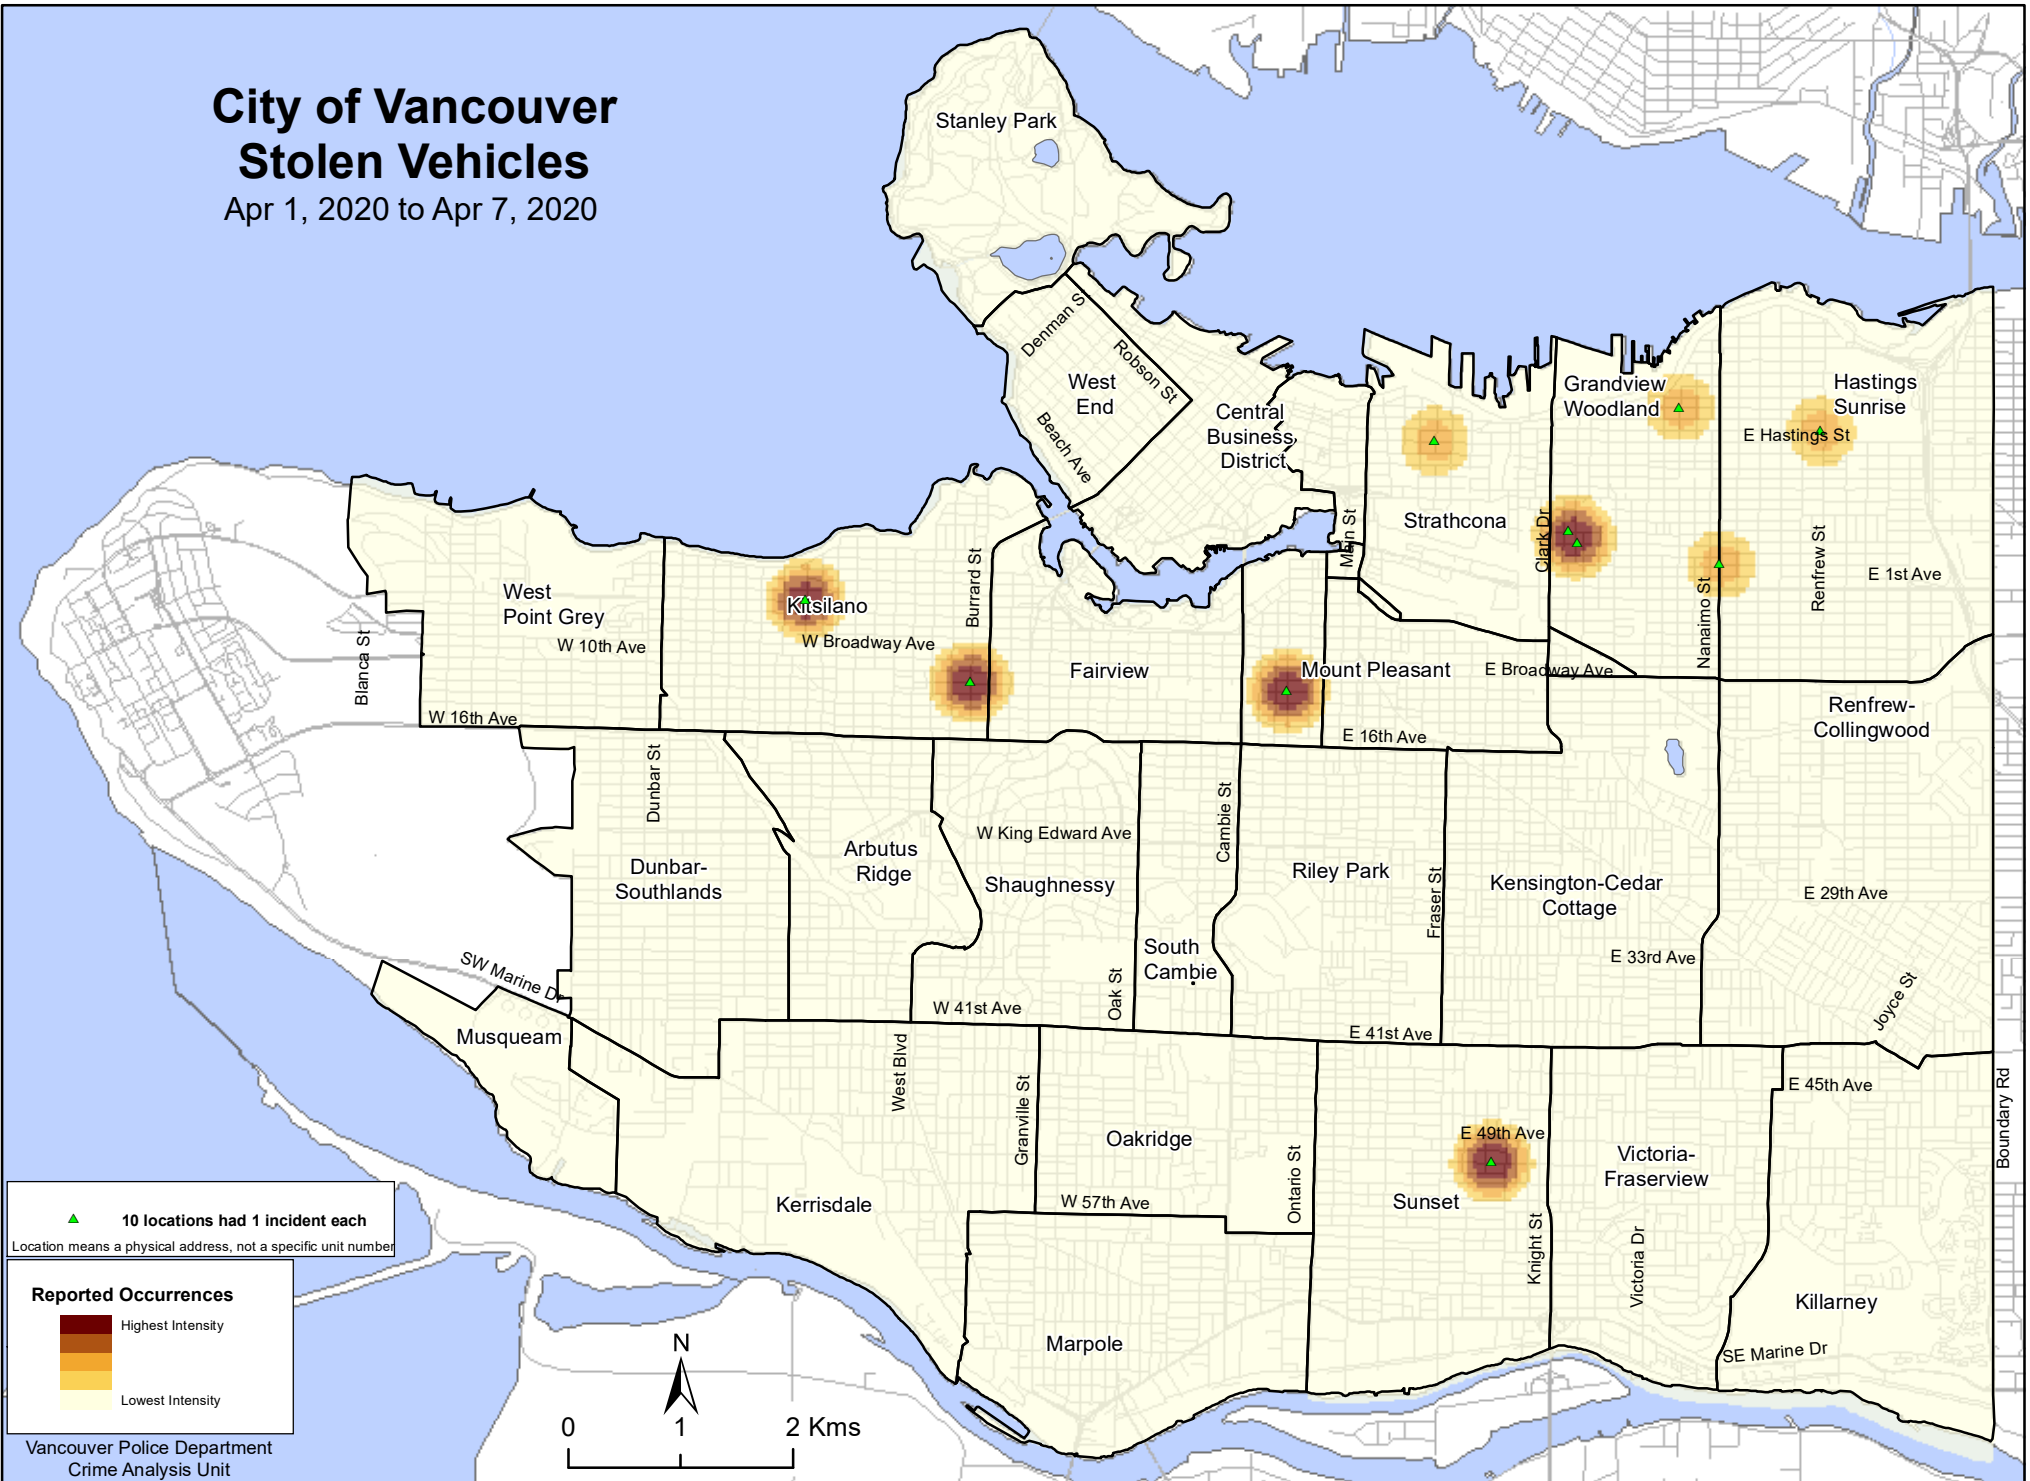 City of Vancouver
Stolen Vehicles
Apr 1, 2020 to Apr 7, 2020
Stanley Park
Denman S
Robson St
West
End
Beach Ave
Central
Business
District
Main St
Strathcona
Clark Dr
Grandview
Woodland
Hastings
Sunrise
E Hastings St
Nanaimo St
Renfrew St
E 1st Ave
West
Point Grey
W 10th Ave
Blanca St
W 16th Ave
Kitsilano
W Broadway Ave
Burrard St
Fairview
Mount Pleasant
E Broadway Ave
E 16th Ave
Renfrew-
Collingwood
Dunbar St
Dunbar-
Southlands
Arbutus
Ridge
W King Edward Ave
Shaughnessy
Cambie St
South
Cambie
Oak St
W 41st Ave
Riley Park
Fraser St
Kensington-Cedar
Cottage
E 29th Ave
E 33rd Ave
Joyce St
E 41st Ave
SW Marine Dr
Musqueam
West Blvd
Granville St
Kerrisdale
Oakridge
W 57th Ave
Ontario St
E 49th Ave
Sunset
Knight St
Victoria-
Fraserview
Victoria Dr
E 45th Ave
Boundary Rd
Killarney
SE Marine Dr
Marpole
10 locations had 1 incident each
Location means a physical address, not a specific unit number
Reported Occurrences
Highest Intensity
Lowest Intensity
Vancouver Police Department
Crime Analysis Unit
N
0 1 2 Kms